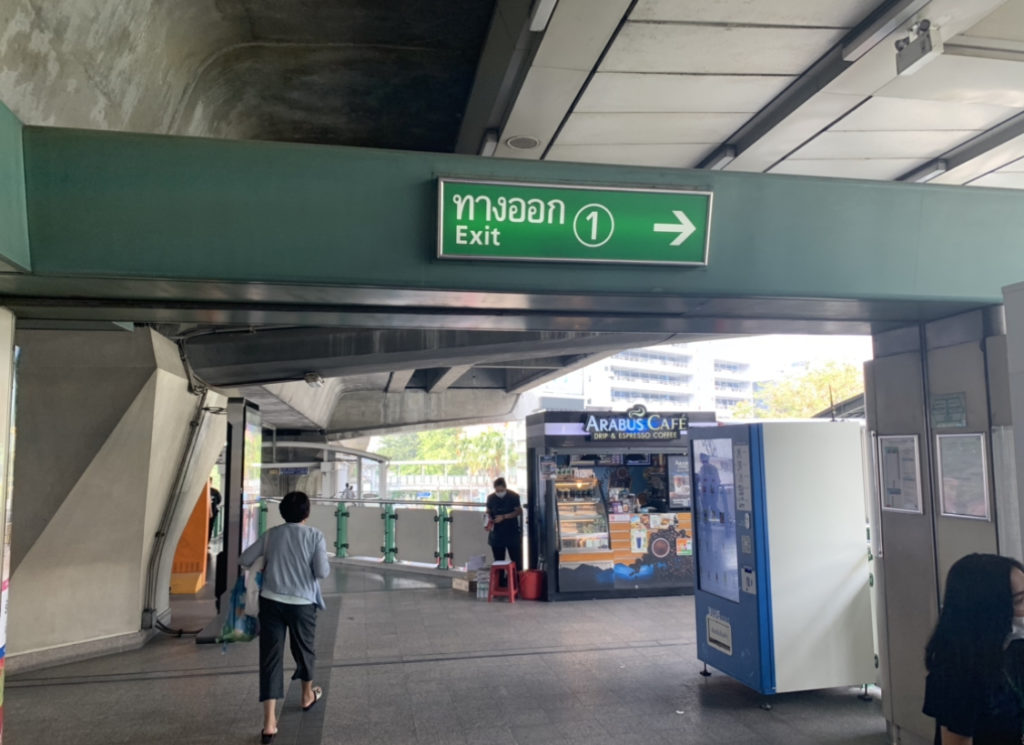 ทางออก
Exit
1
ARABUS CAFÉ
DRIP & ESPRESSO COFFEE